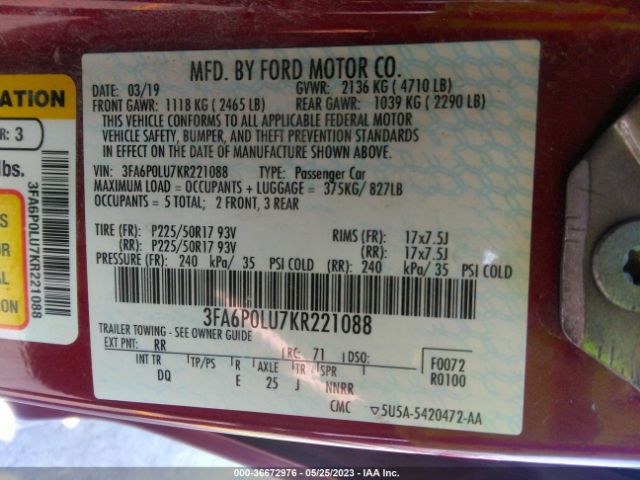 MFD. BY FORD MOTOR CO.
DATE: 03/19 GVWR: 2136 KG (4710 LB)
FRONT GAWR: 1118 KG (2465 LB) REAR GAWR: 1039 KG (2290 LB)
THIS VEHICLE CONFORMS TO ALL APPLICABLE FEDERAL MOTOR
VEHICLE SAFETY, BUMPER, AND THEFT PREVENTION STANDARDS
IN EFFECT ON THE DATE OF MANUFACTURE SHOWN ABOVE.
VIN: 3FA6P0LU7KR221088 TYPE: Passenger Car
MAXIMUM LOAD = OCCUPANTS + LUGGAGE = 375KG/ 827LB
OCCUPANTS = 5 TOTAL; 2 FRONT, 3 REAR
TIRE (FR): P225/50R17 93V RIMS (FR): 17x7.5J
(RR): P225/50R17 93V (RR): 17x7.5J
PRESSURE (FR): 240 kPa/ 35 PSI COLD (RR): 240 kPa/ 35 PSI COLD
3FA6P0LU7KR221088
TRAILER TOWING - SEE OWNER GUIDE
EXT PNT: RR RC: 71 DSO:
INT TR TP/PS R AXLE TR SPR
DQ E 25 J NNRR
F0072
R0100
CMC ▽5U5A-5420472-AA
ATION
R: 3
lbs.
3FA6P0LU7KR221088
S
OR
AL
ON
000-36672976 - 05/25/2023 - IAA Inc.